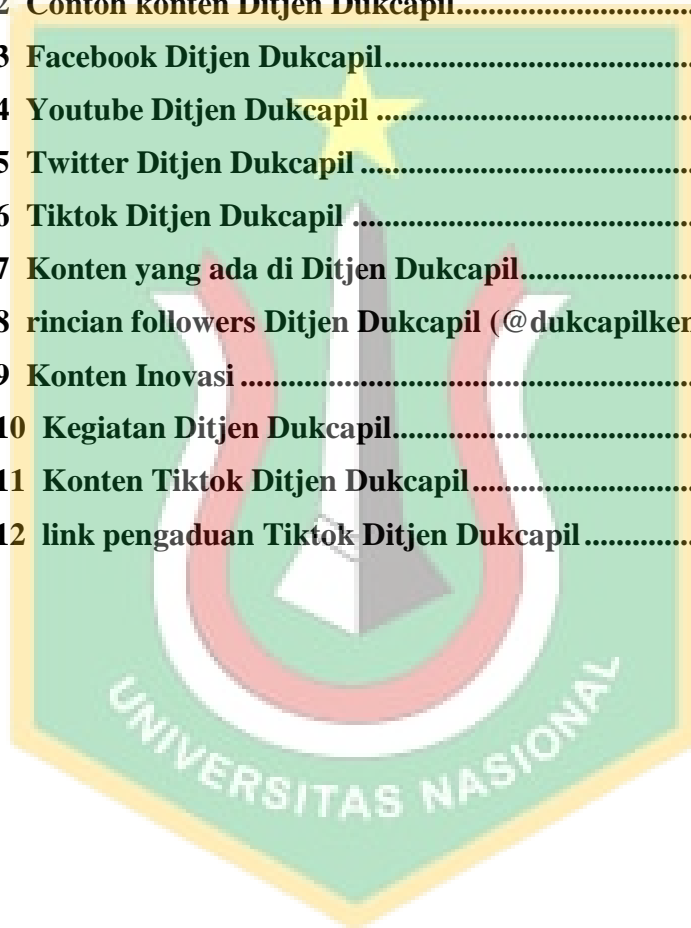 2 Contoh konten Ditjen Dukcapil..........................
3 Facebook Ditjen Dukcapil...................................
4 Youtube Ditjen Dukcapil ....................................
5 Twitter Ditjen Dukcapil ......................................
6 Tiktok Ditjen Dukcapil .......................................
7 Konten yang ada di Ditjen Dukcapil...................
8 rincian followers Ditjen Dukcapil (@dukcapilke
9 Konten Inovasi ...................................................
10 Kegiatan Ditjen Dukcapil..................................
11 Konten Tiktok Ditjen Dukcapil.........................
12 link pengaduan Tiktok Ditjen Dukcapil ..............
UNIVERSITAS NASIONAL